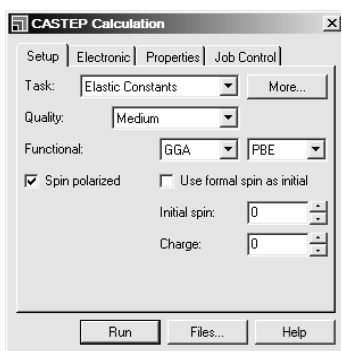 CASTEP Calculation
Setup Electronic Properties Job Control
Task: Elastic Constants More...
Quality: Medium
Functional: GGA PBE
Spin polarized Use formal spin as initial
Initial spin: 0
Charge: 0
Run Files... Help